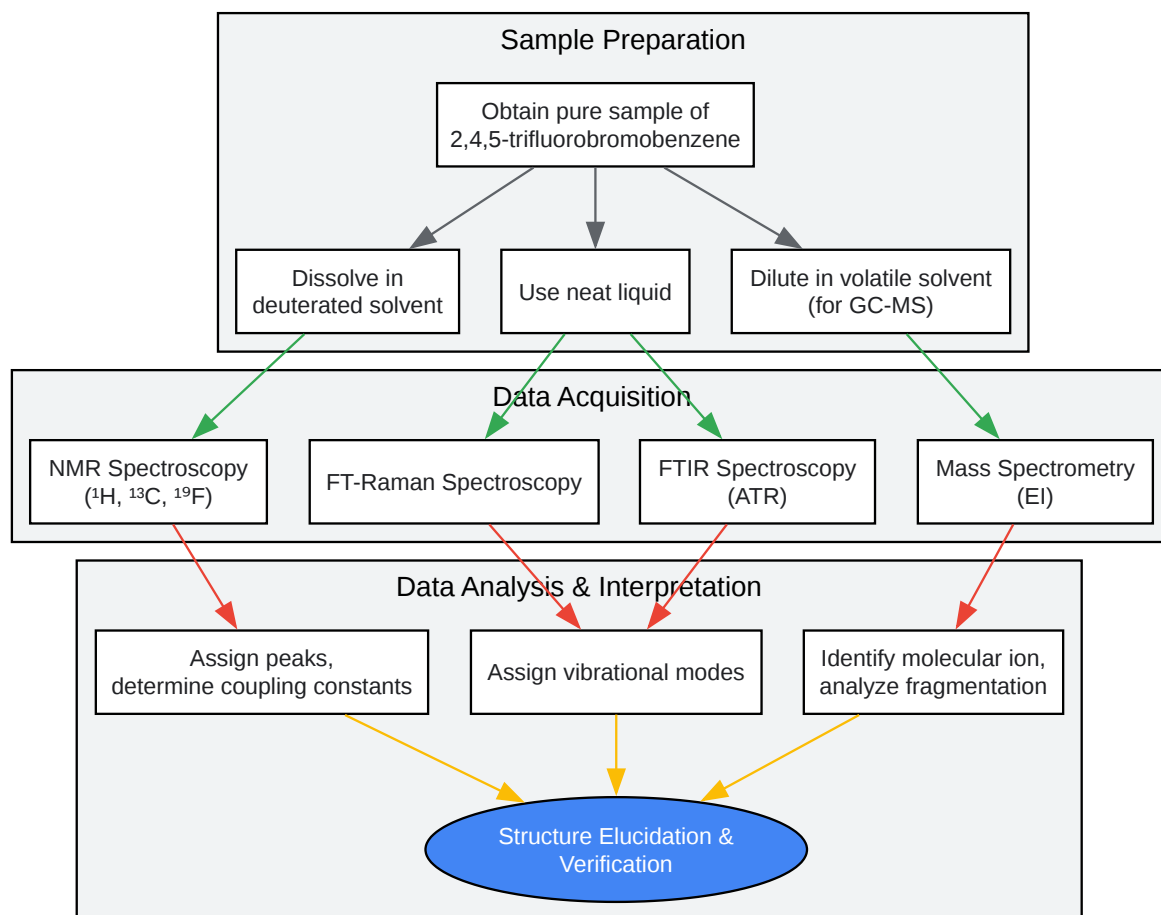 Sample Preparation
Obtain pure sample of
2,4,5-trifluorobromobenzene
Dissolve in
deuterated solvent
Use neat liquid
Dilute in volatile solvent
(for GC-MS)
Data Acquisition
NMR Spectroscopy
(¹H, ¹³C, ¹⁹F)
FT-Raman Spectroscopy
FTIR Spectroscopy
(ATR)
Mass Spectrometry
(EI)
Data Analysis & Interpretation
Assign peaks,
determine coupling constants
Assign vibrational modes
Identify molecular ion,
analyze fragmentation
Structure Elucidation &
Verification